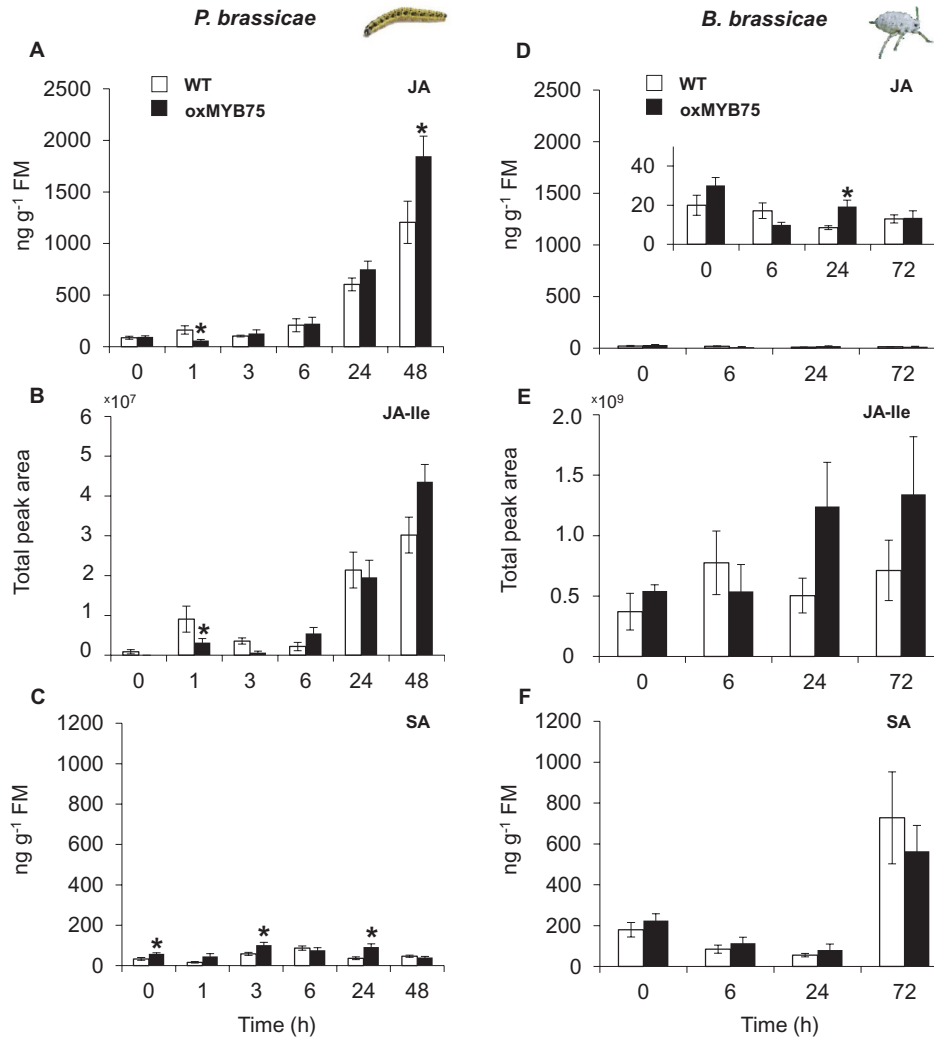 P. brassicae
B. brassicae
A
WT
oxMYB75
JA
ng g⁻¹ FM
2500
2000
1500
1000
500
0
*
*
0 1 3 6 24 48
B
×10⁷
JA-Ile
Total peak area
6
5
4
3
2
1
0
*
0 1 3 6 24 48
C
SA
ng g⁻¹ FM
1200
1000
800
600
400
200
0
* * *
0 1 3 6 24 48
Time (h)
D
JA
WT
oxMYB75
ng g⁻¹ FM
2500
2000
1500
1000
500
0
40
20
0
*
0 6 24 72
0 6 24 72
E
×10⁹
JA-Ile
Total peak area
2.0
1.5
1.0
0.5
0
0 6 24 72
F
SA
ng g⁻¹ FM
1200
1000
800
600
400
200
0
0 6 24 72
Time (h)